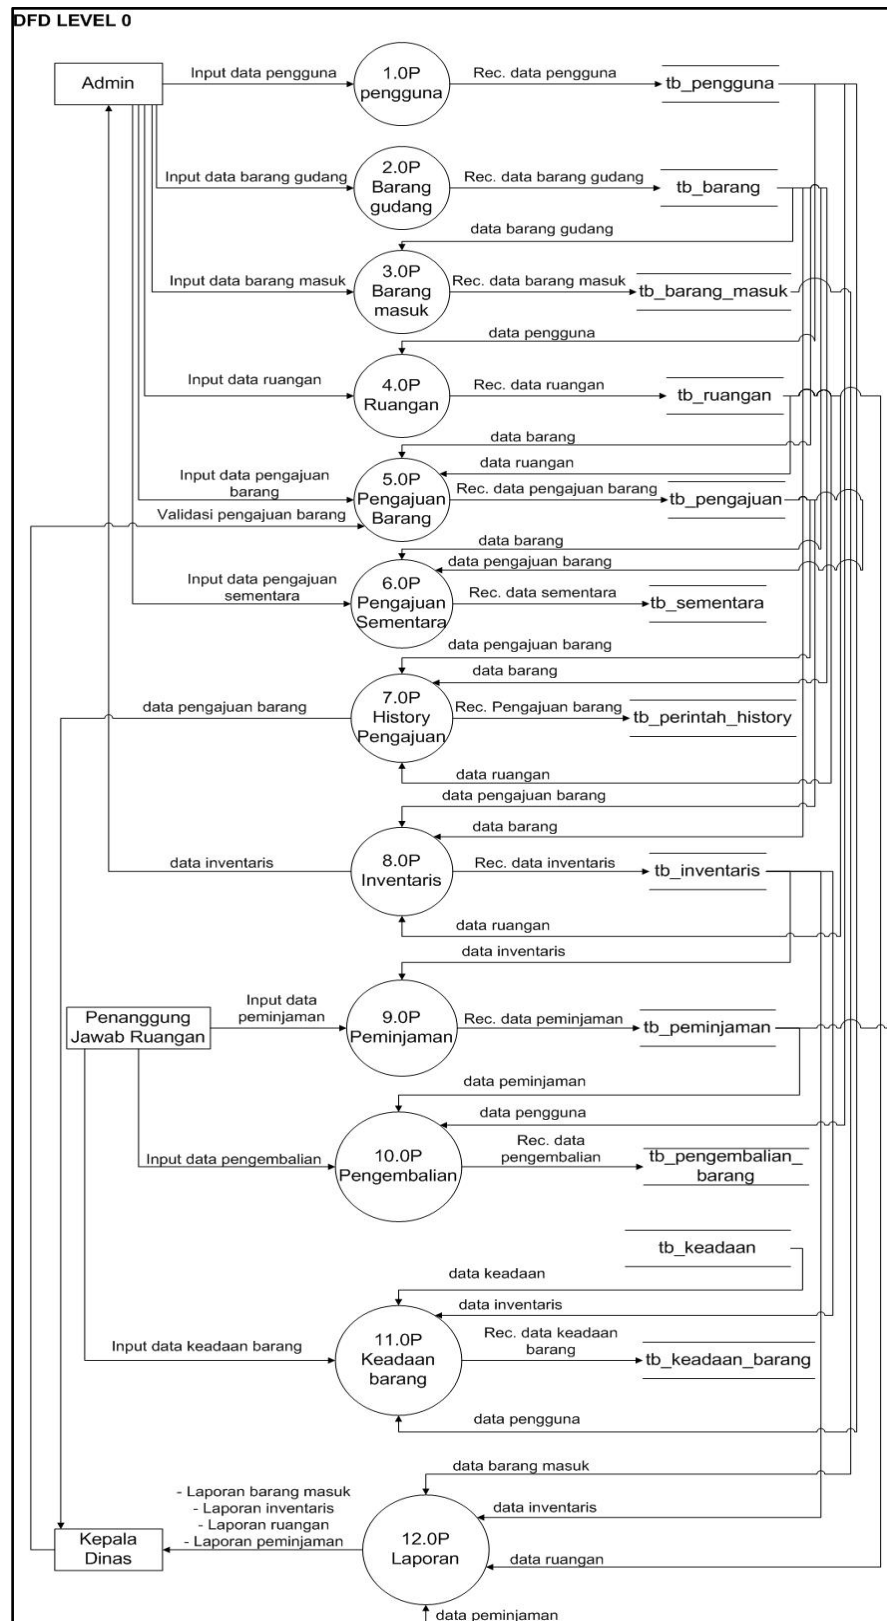 DFD LEVEL 0
Admin
Input data pengguna
1.0P
pengguna
Rec. data pengguna
tb_pengguna
Input data barang gudang
2.0P
Barang
gudang
Rec. data barang gudang
tb_barang
data barang gudang
Input data barang masuk
3.0P
Barang
masuk
Rec. data barang masuk
tb_barang_masuk
data pengguna
Input data ruangan
4.0P
Ruangan
Rec. data ruangan
tb_ruangan
data barang
data ruangan
Input data pengajuan
barang
Validasi pengajuan barang
5.0P
Pengajuan
Barang
Rec. data pengajuan barang
tb_pengajuan
data barang
data pengajuan barang
Input data pengajuan
sementara
6.0P
Pengajuan
Sementara
Rec. data sementara
tb_sementara
data pengajuan barang
data barang
data pengajuan barang
7.0P
History
Pengajuan
Rec. Pengajuan barang
tb_perintah_history
data ruangan
data pengajuan barang
data barang
data inventaris
8.0P
Inventaris
Rec. data inventaris
tb_inventaris
data ruangan
data inventaris
Penanggung
Jawab Ruangan
Input data
peminjaman
9.0P
Peminjaman
Rec. data peminjaman
tb_peminjaman
data peminjaman
data pengguna
Input data pengembalian
10.0P
Pengembalian
Rec. data
pengembalian
tb_pengembalian_
barang
tb_keadaan
data keadaan
data inventaris
Input data keadaan barang
11.0P
Keadaan
barang
Rec. data keadaan
barang
tb_keadaan_barang
data pengguna
data barang masuk
data inventaris
- Laporan barang masuk
- Laporan inventaris
- Laporan ruangan
- Laporan peminjaman
Kepala
Dinas
12.0P
Laporan
data ruangan
data peminjaman